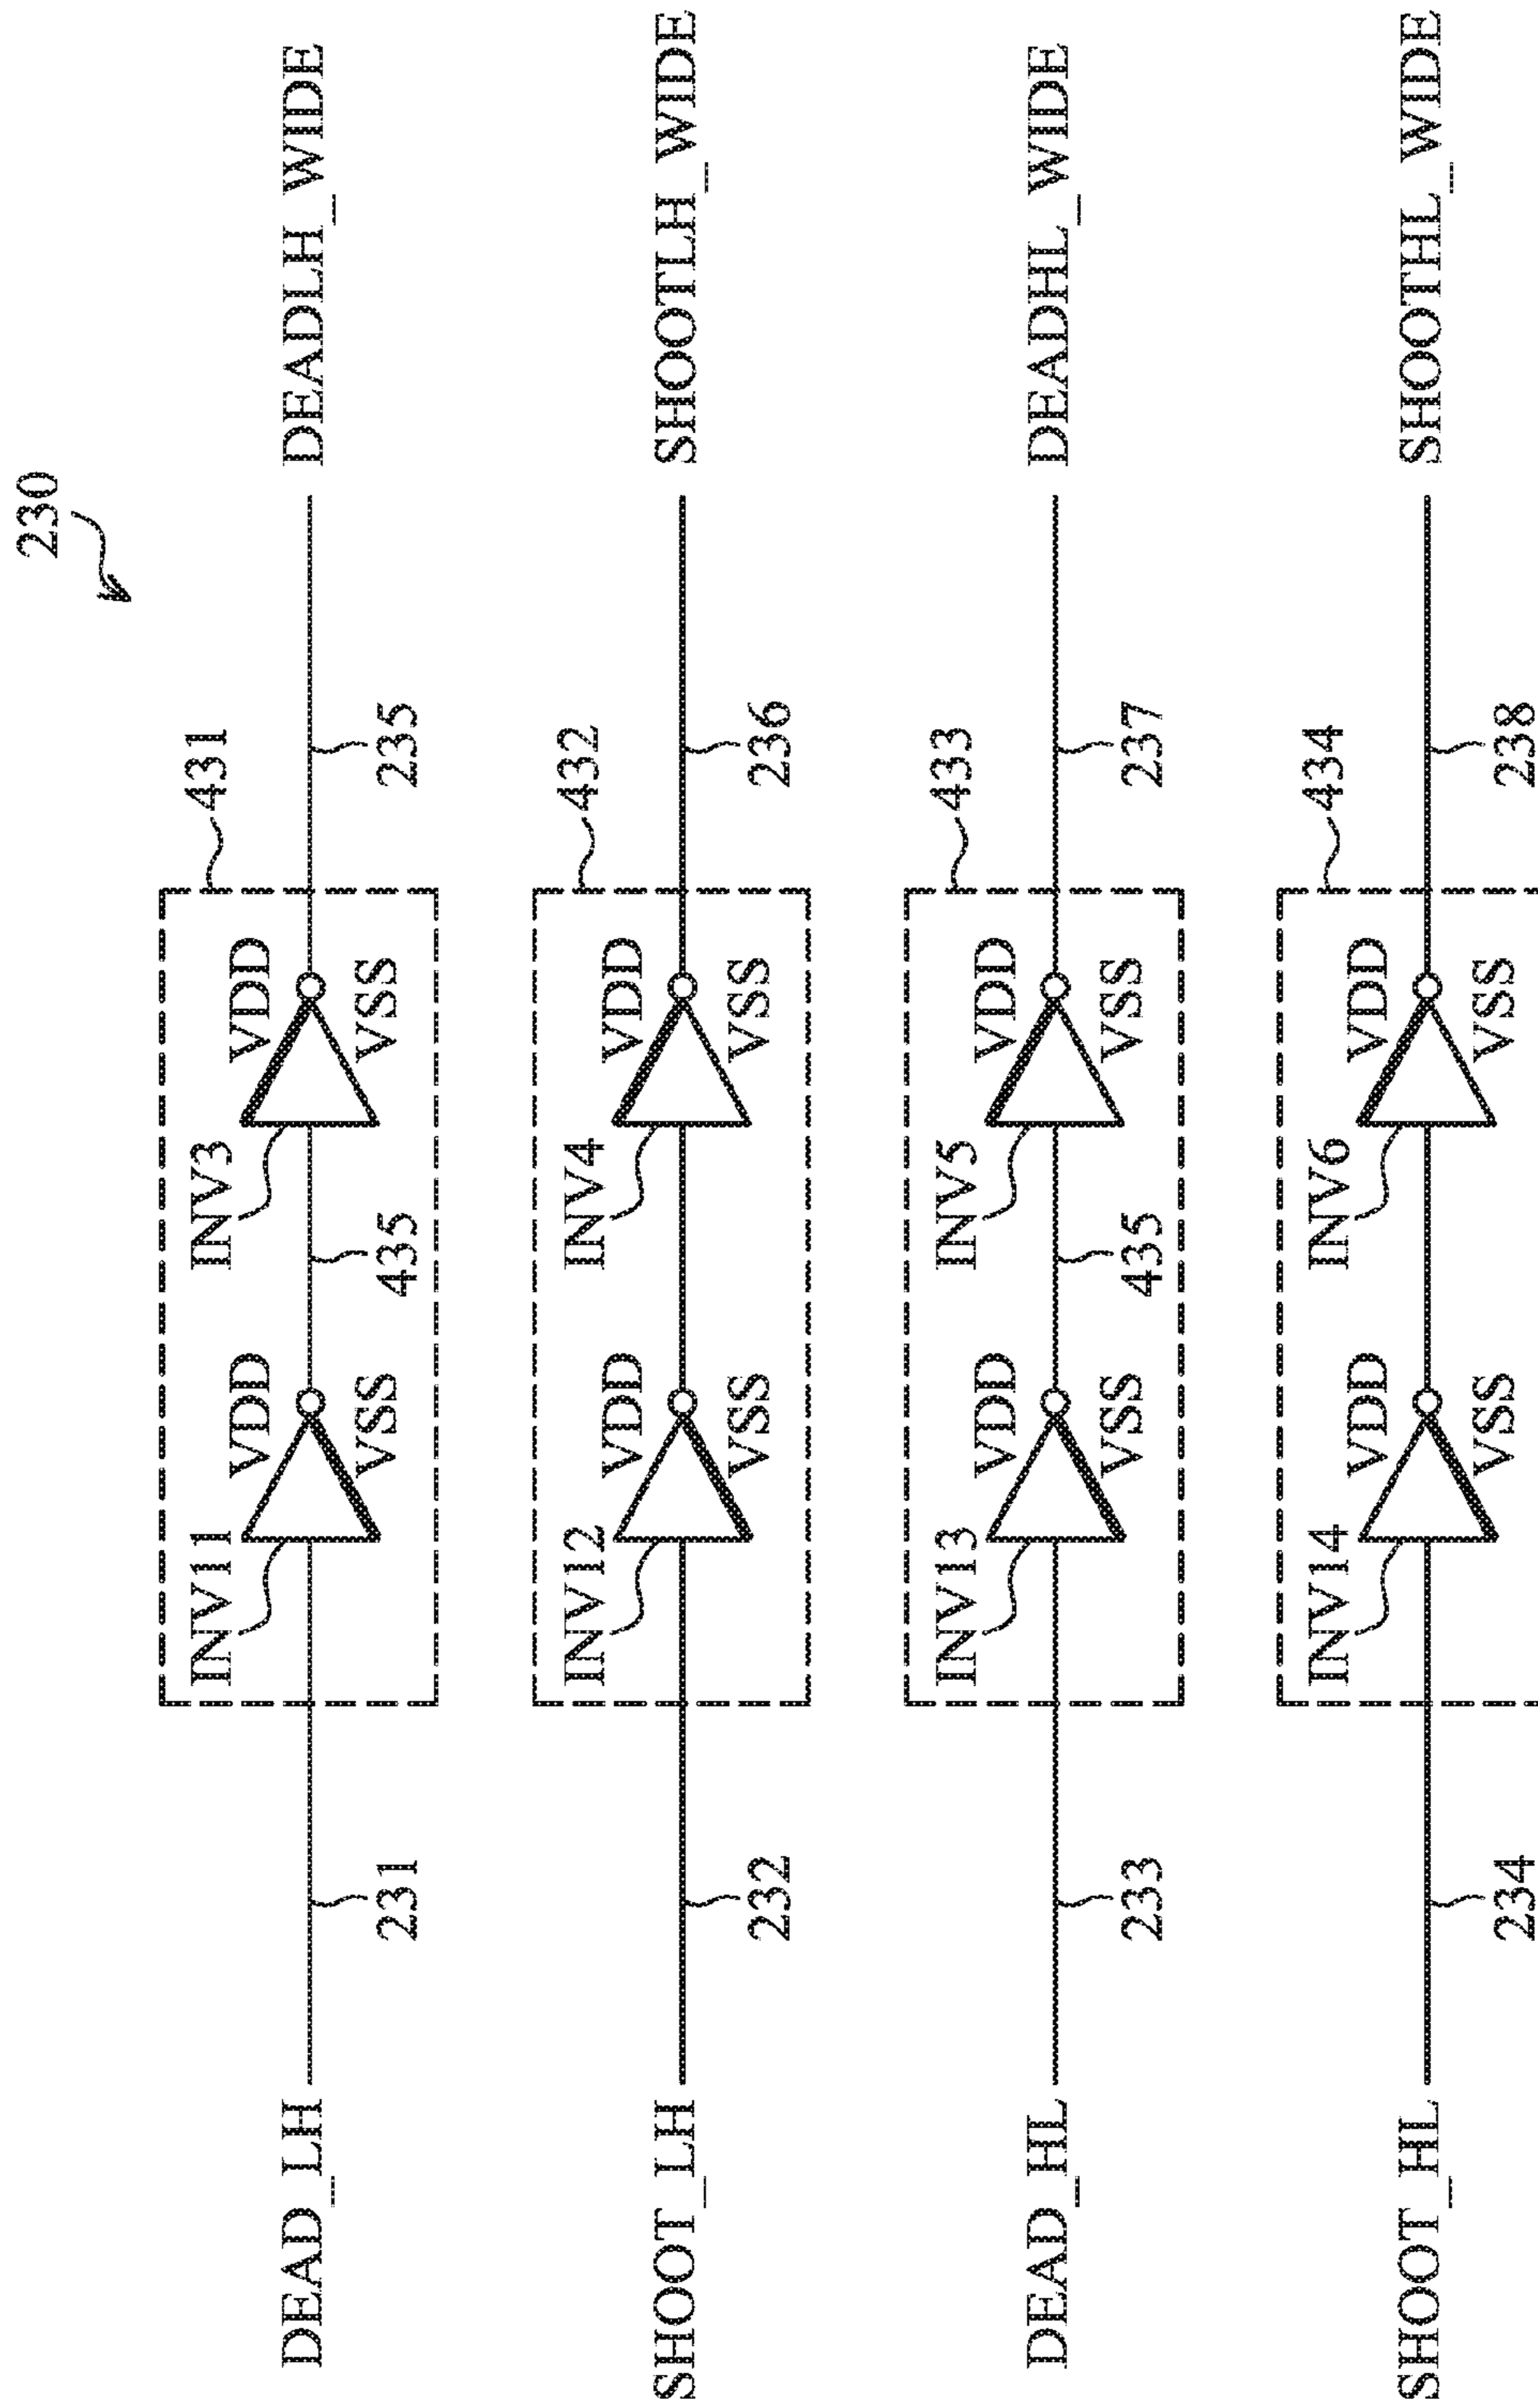 230
DEAD_LH
231
INV11
VDD
VSS
435
INV3
VDD
VSS
431
235
DEADLH_WIDE
SHOOT_LH
232
INV12
VDD
VSS
INV4
VDD
VSS
432
236
SHOOTLH_WIDE
DEAD_HL
233
INV13
VDD
VSS
435
INV5
VDD
VSS
433
237
DEADHL_WIDE
SHOOT_HL
234
INV14
VDD
VSS
INV6
VDD
VSS
434
238
SHOOTHL_WIDE